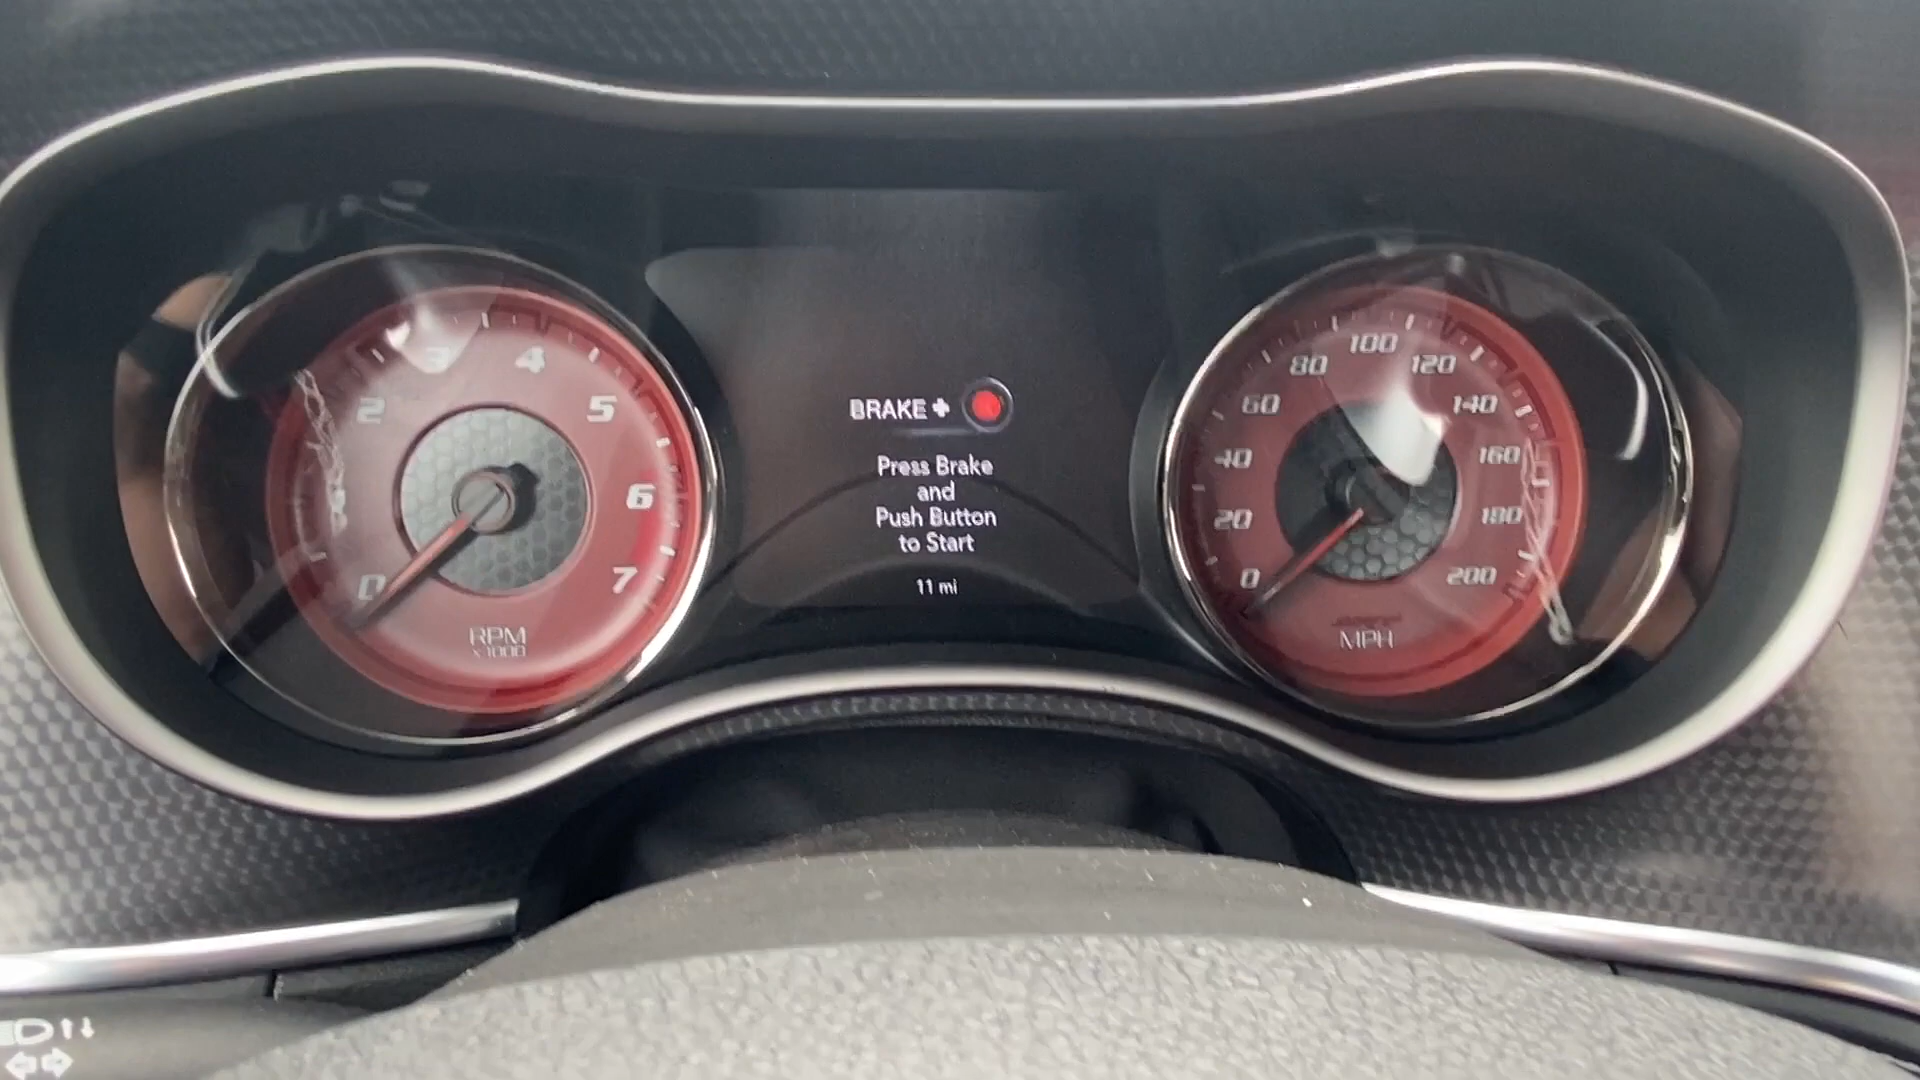 2
3
4
5
6
7
0
RPM
x1000
BRAKE +
Press Brake
and
Push Button
to Start
11 mi
0
20
40
60
80
100
120
140
160
180
200
MPH